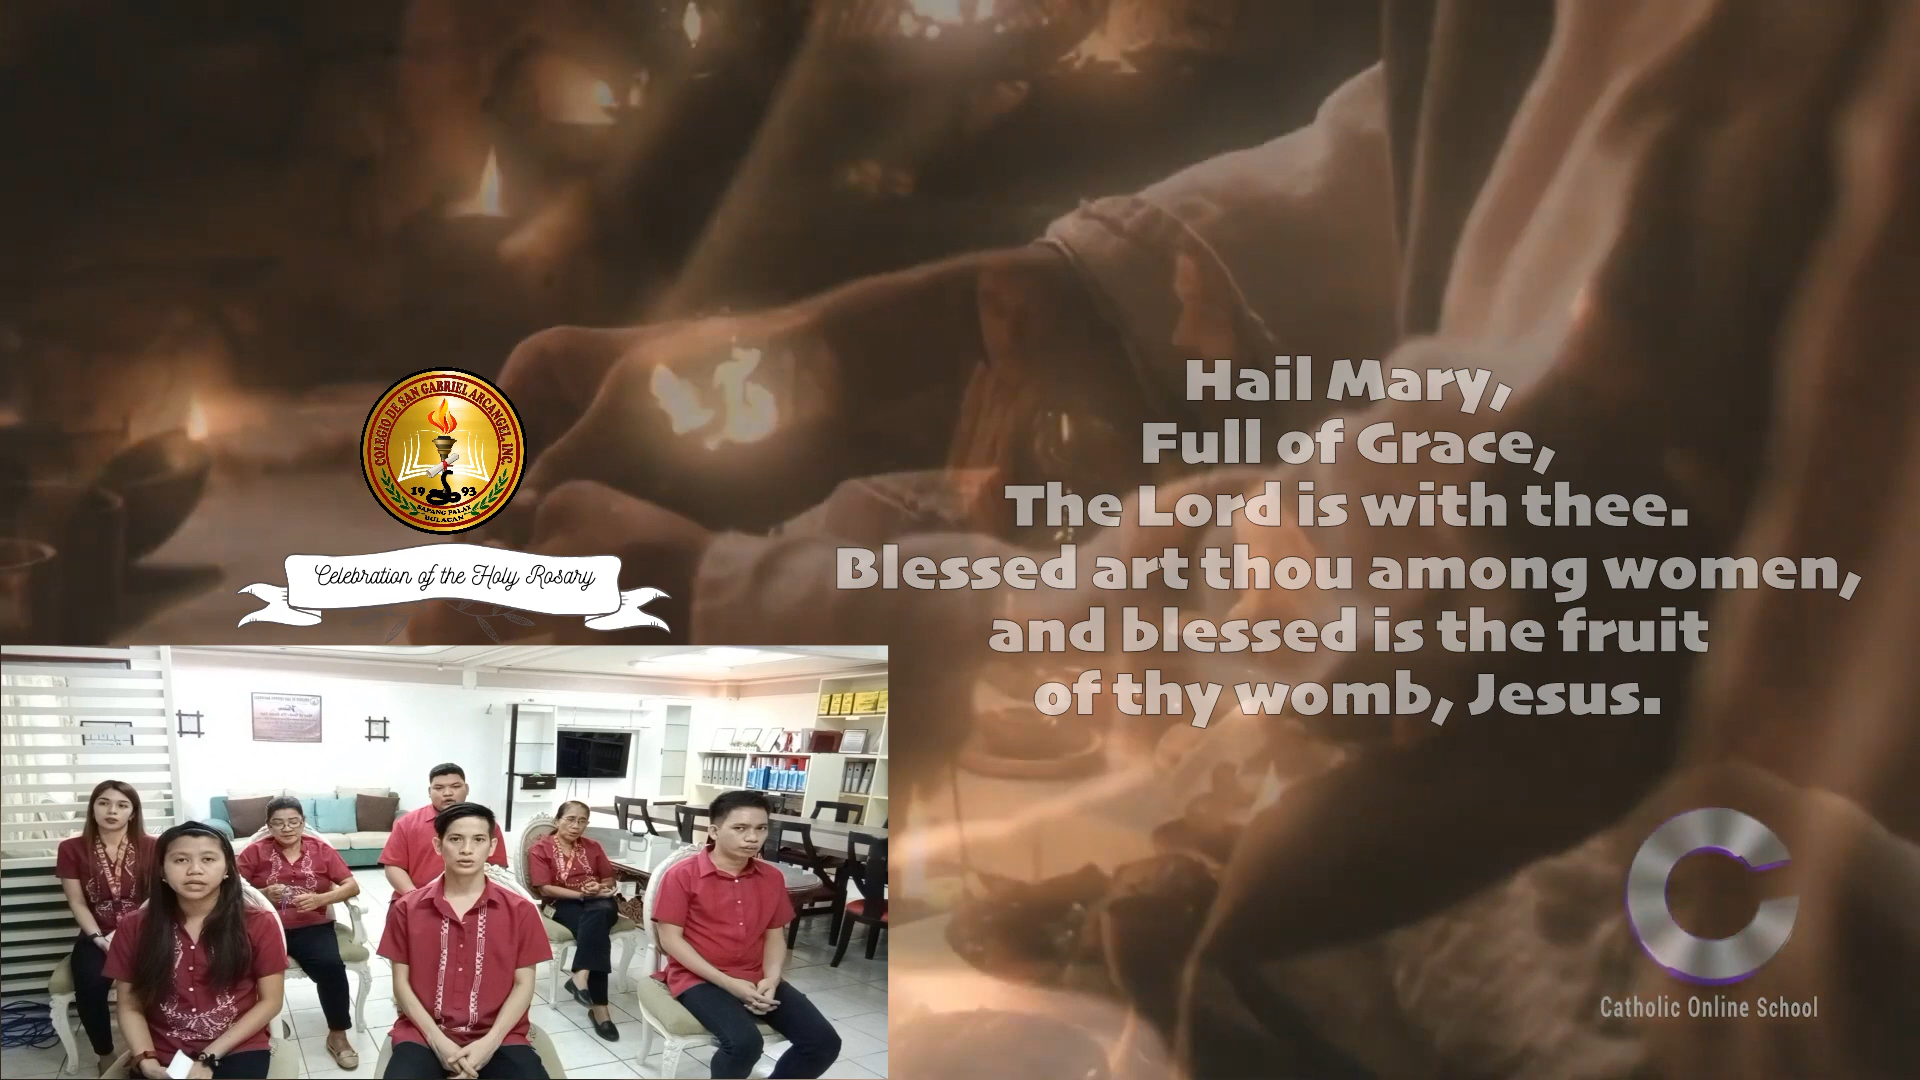 COLEGIO DE SAN GABRIEL ARCANGEL, INC.
19 93
SAPANG PALAY
BULACAN
Celebration of the Holy Rosary
Hail Mary,
Full of Grace,
The Lord is with thee.
Blessed art thou among women,
and blessed is the fruit
of thy womb, Jesus.
Catholic Online School